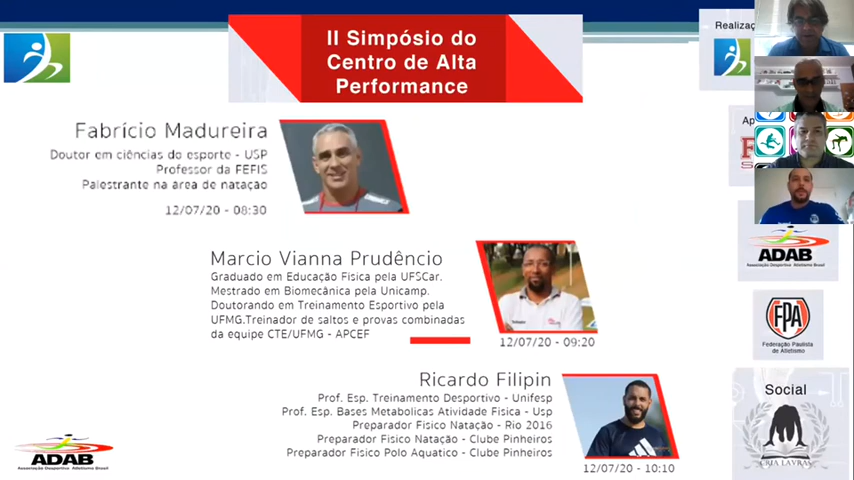 II Simpósio do
Centro de Alta
Performance
Fabrício Madureira
Doutor em ciências do esporte - USP
Professor da FEFIS
Palestrante na área de natação
12/07/20 - 08:30
Marcio Vianna Prudêncio
Graduado em Educação Fisica pela UFSCar.
Mestrado em Biomecânica pela Unicamp.
Doutorando em Treinamento Esportivo pela
UFMG.Treinador de saltos e provas combinadas
da equipe CTE/UFMG - APCEF
12/07/20 - 09:20
Ricardo Filipin
Prof. Esp. Treinamento Desportivo - Unifesp
Prof. Esp. Bases Metabolicas Atividade Fisica - Usp
Preparador Fisico Natação - Rio 2016
Preparador Fisico Natação - Clube Pinheiros
Preparador Fisico Polo Aquatico - Clube Pinheiros
12/07/20 - 10:10
ADAB
Associação Desportiva Atletismo Brasil
Realizaç
Ap
ADAB
Associação Desportiva Atletismo Brasil
FPA
Federação Paulista
de Atletismo
Social
CRIA LAVRAS